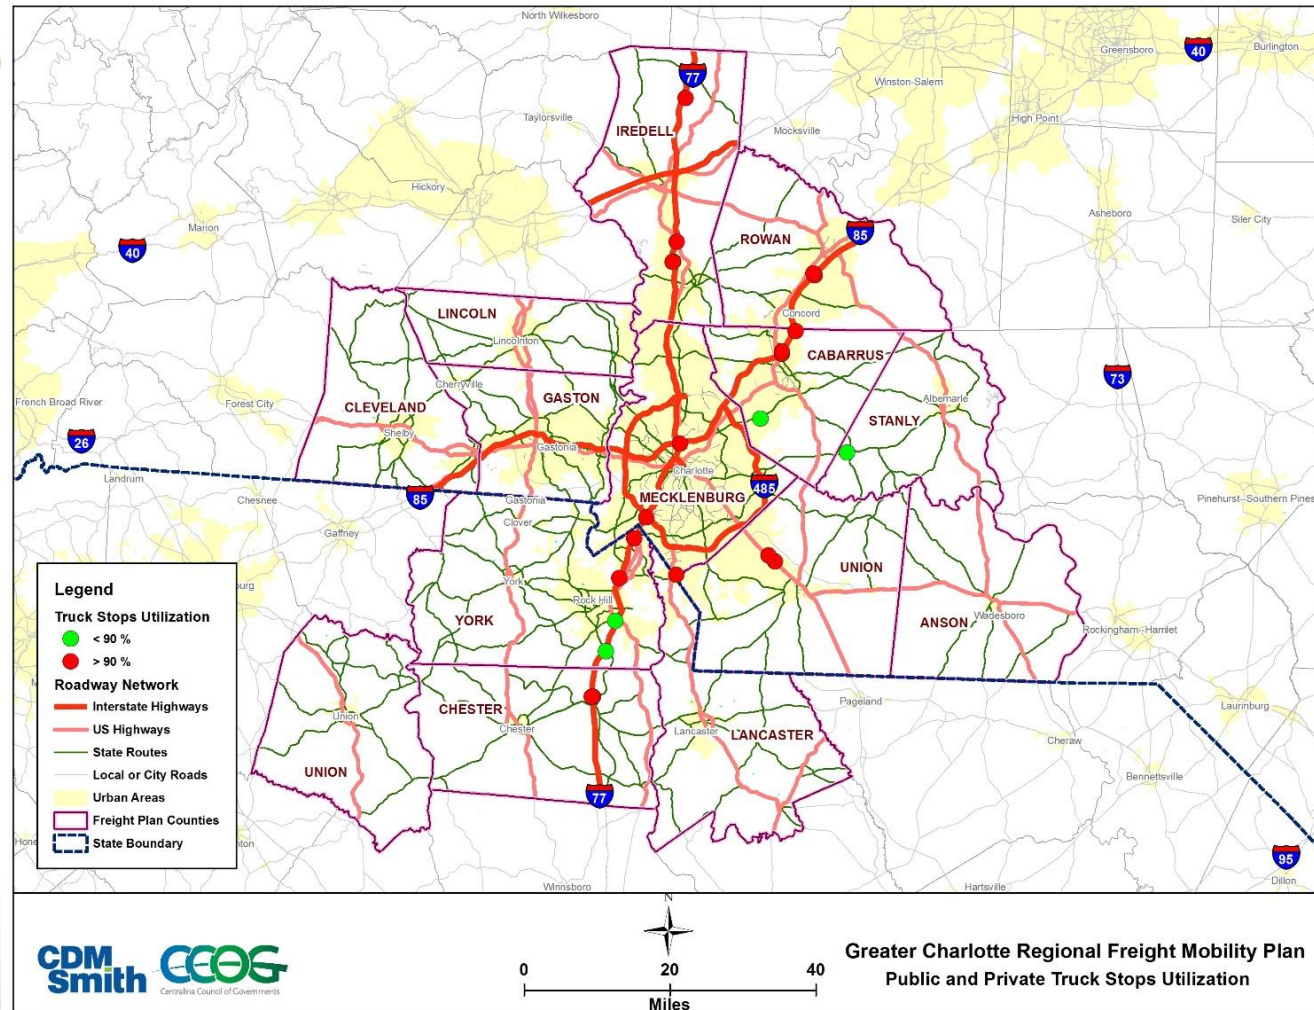 North Wilkesboro
Greensboro
40
Burlington
Winston-Salem
77
High Point
Taylorsville
IREDELL
Mocksville
Hickory
Asheboro
Siler City
Marion
40
ROWAN
85
LINCOLN
Concord
Lincolnton
CABARRUS
73
Cherryville
GASTON
French Broad River
Forest City
CLEVELAND
Albemarle
STANLY
Shelby
26
Gastonia
Charlotte
Landrum
485
85
Chesnee
Gastonia
MECKLENBURG
Pinehurst--Southern Pines
Clover
Gaffney
UNION
York
Rock Hill
YORK
ANSON
Wadesboro
Rockingham--Hamlet
CHESTER
Pageland
Union
Chester
Lancaster
LANCASTER
Laurinburg
Cheraw
UNION
Bennettsville
77
95
Dillon
Winnsboro
Hartsville
Legend
Truck Stops Utilization
< 90 %
> 90 %
Roadway Network
Interstate Highways
US Highways
State Routes
Local or City Roads
Urban Areas
Freight Plan Counties
State Boundary
N
CDM
Smith
CCOG
Centralina Council of Governments
0 20 40
Miles
Greater Charlotte Regional Freight Mobility Plan
Public and Private Truck Stops Utilization